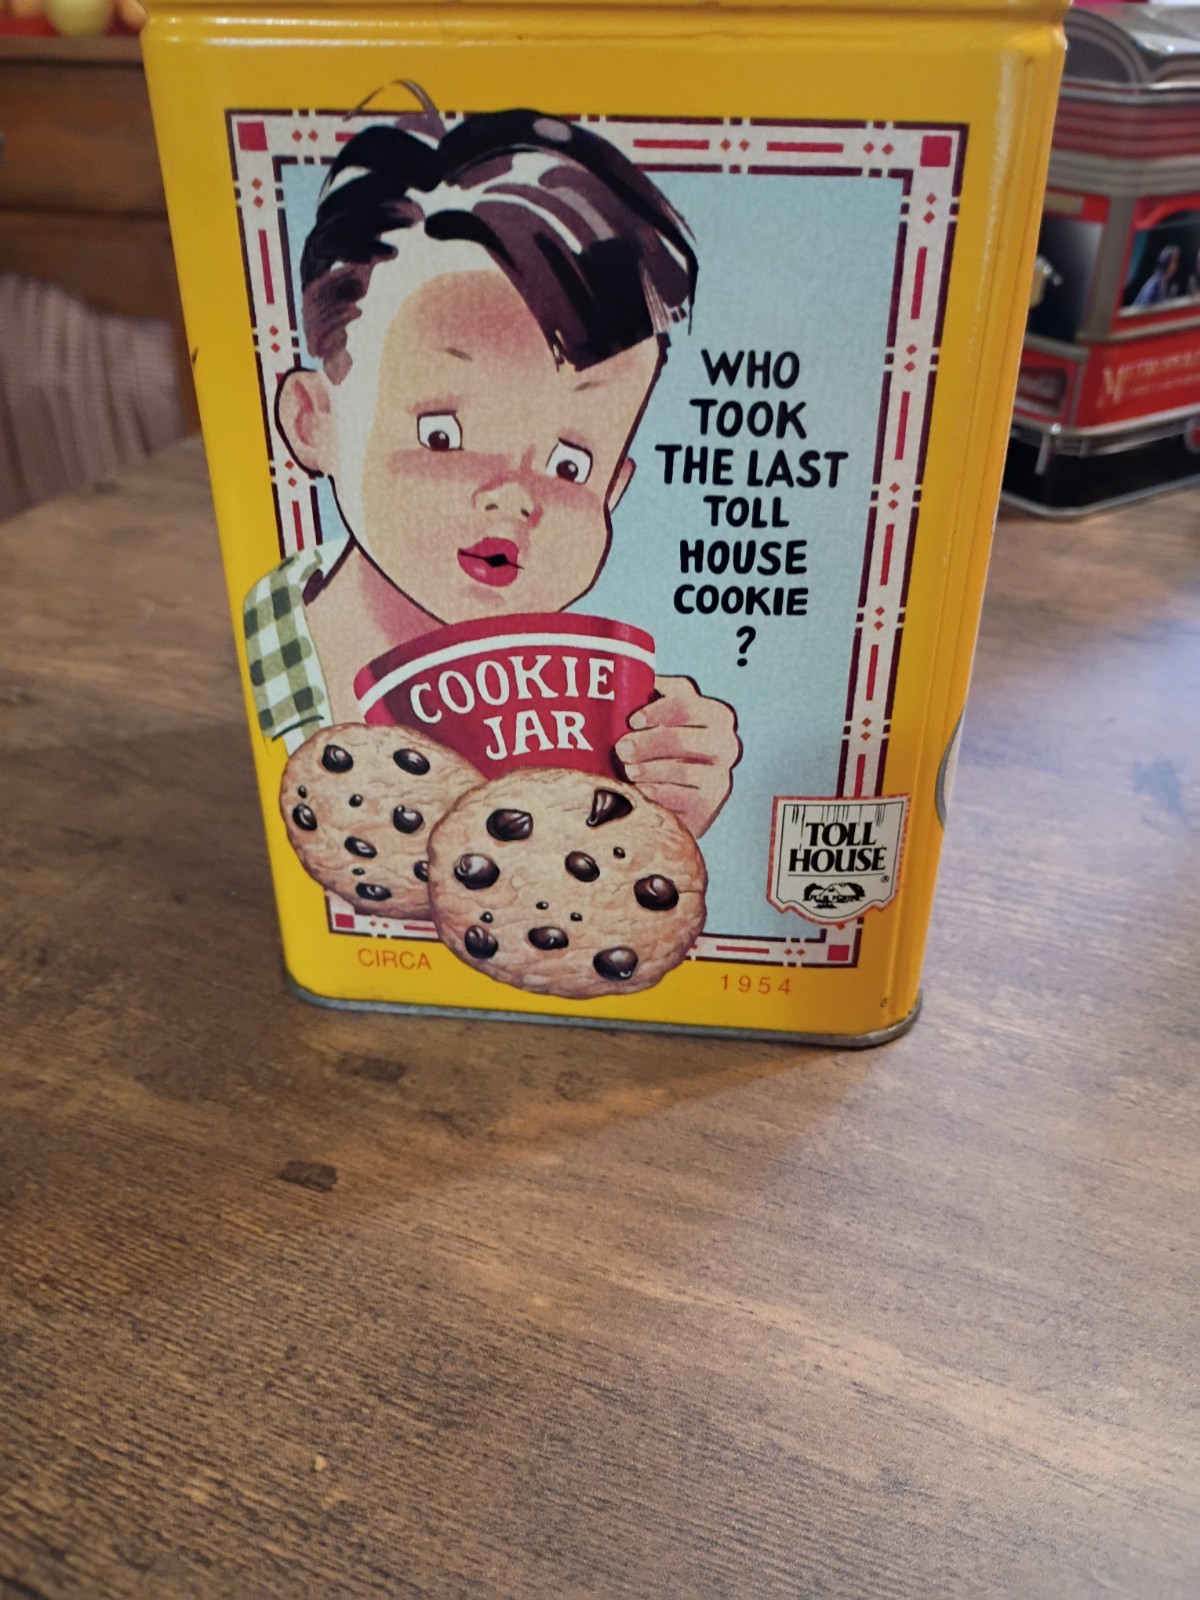 WHO
TOOK
THE LAST
TOLL
HOUSE
COOKIE
?
COOKIE
JAR
TOLL
HOUSE
®
CIRCA 1954